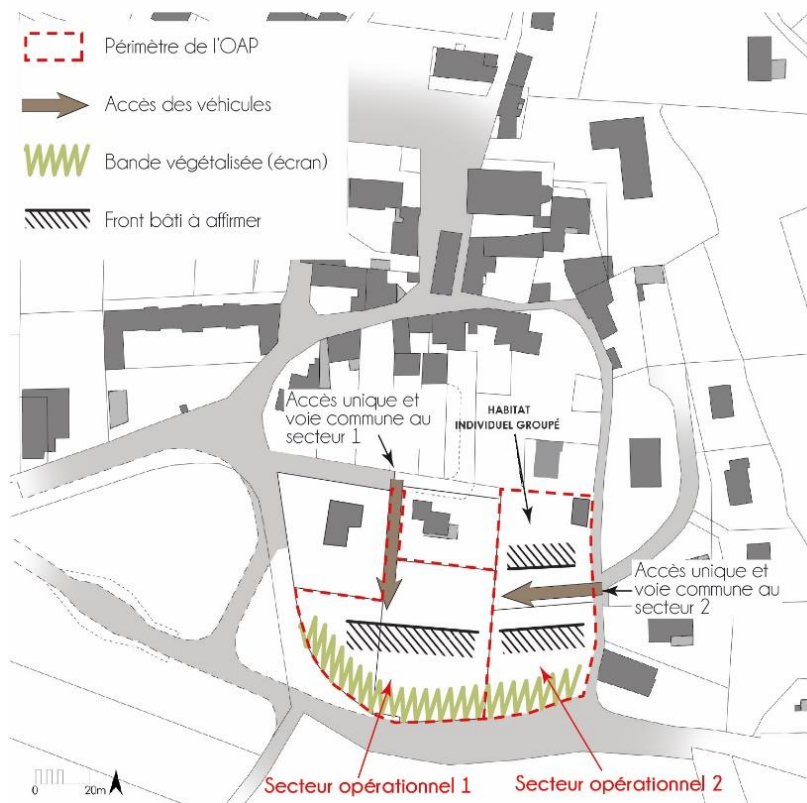 Périmètre de l'OAP
Accès des véhicules
Bande végétalisée (écran)
Front bâti à affirmer
Accès unique et
voie commune au
secteur 1
HABITAT
INDIVIDUEL GROUPÉ
Accès unique et
voie commune au
secteur 2
0
20m
Secteur opérationnel 1
Secteur opérationnel 2